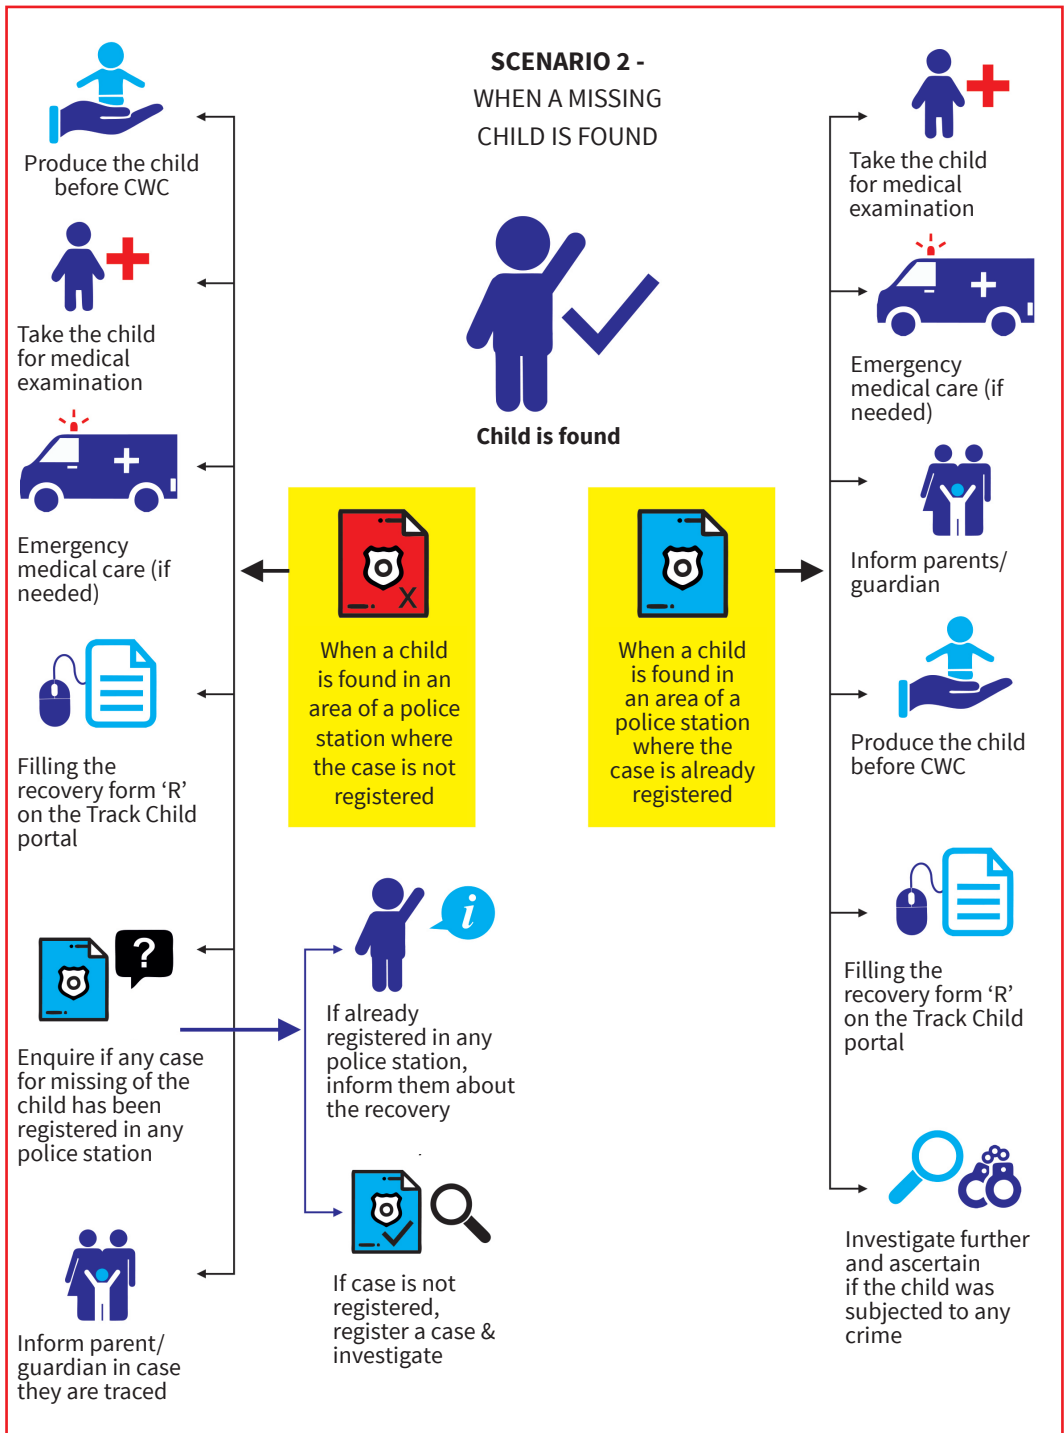 SCENARIO 2 -
WHEN A MISSING
CHILD IS FOUND
Child is found
Produce the child
before CWC
Take the child
for medical
examination
Emergency
medical care (if
needed)
Filling the
recovery form ‘R’
on the Track Child
portal
?
Enquire if any case
for missing of the
child has been
registered in any
police station
Inform parent/
guardian in case
they are traced
X
When a child
is found in an
area of a police
station where
the case is not
registered
i
If already
registered in any
police station,
inform them about
the recovery
If case is not
registered,
register a case &
investigate
When a child
is found in
an area of a
police station
where the
case is already
registered
Take the child
for medical
examination
Emergency
medical care (if
needed)
Inform parents/
guardian
Produce the child
before CWC
Filling the
recovery form ‘R’
on the Track Child
portal
Investigate further
and ascertain
if the child was
subjected to any
crime